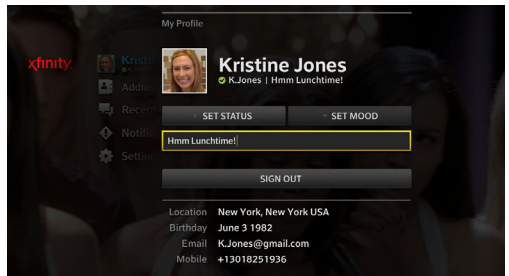 My Profile
xfinity
Kristine Jones
K.Jones | Hmm Lunchtime!
SET STATUS
SET MOOD
Hmm Lunchtime!
SIGN OUT
Location New York, New York USA
Birthday June 3 1982
Email K.Jones@gmail.com
Mobile +13018251936